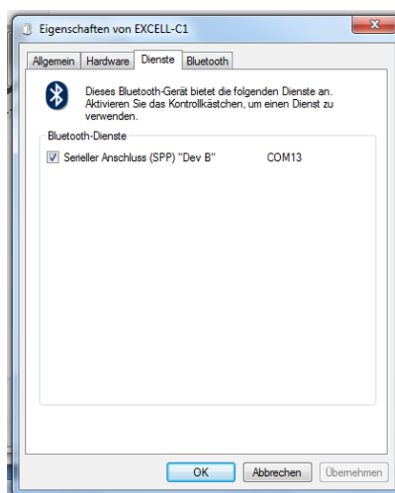 Eigenschaften von EXCELL-C1
Allgemein Hardware Dienste Bluetooth
Dieses Bluetooth-Gerät bietet die folgenden Dienste an.
Aktivieren Sie das Kontrollkästchen, um einen Dienst zu
verwenden.
Bluetooth-Dienste
Serieller Anschluss (SPP) "Dev B" COM13
OK Abbrechen Übernehmen